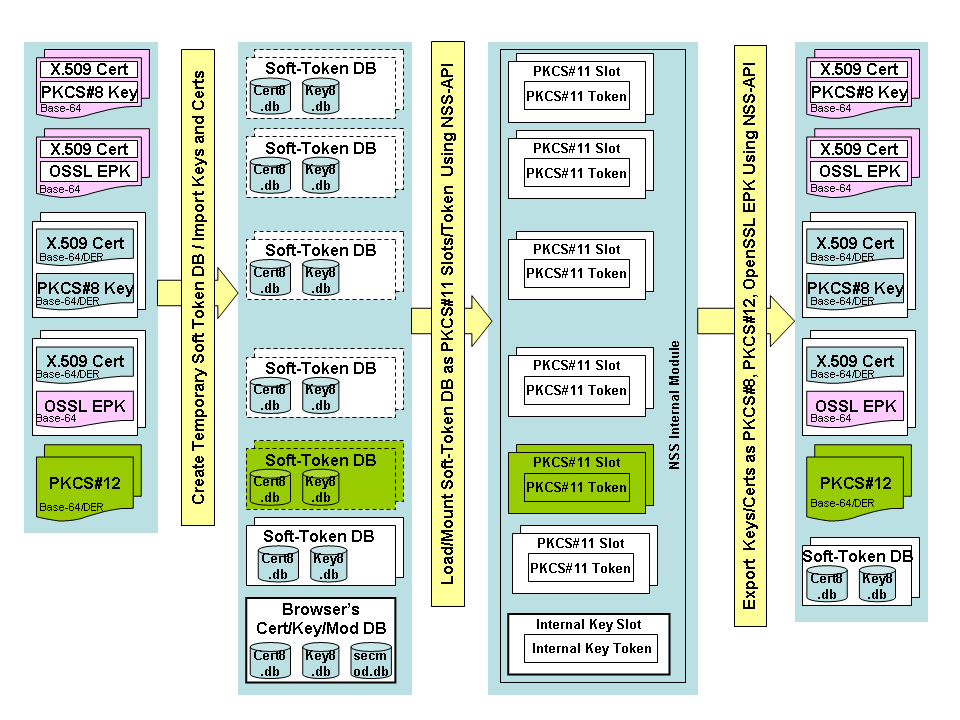 X.509 Cert
PKCS#8 Key
Base-64
X.509 Cert
OSSL EPK
Base-64
X.509 Cert
Base-64/DER
PKCS#8 Key
Base-64/DER
X.509 Cert
Base-64/DER
OSSL EPK
Base-64
PKCS#12
Base-64/DER
Create Temporary Soft Token DB / Import Keys and Certs
Soft-Token DB
Cert8
.db
Key8
.db
Soft-Token DB
Cert8
.db
Key8
.db
Soft-Token DB
Cert8
.db
Key8
.db
Soft-Token DB
Cert8
.db
Key8
.db
Soft-Token DB
Cert8
.db
Key8
.db
Soft-Token DB
Cert8
.db
Key8
.db
Browser's
Cert/Key/Mod DB
Cert8
.db
Key8
.db
secm
od.db
Load/Mount Soft-Token DB as PKCS#11 Slots/Token Using NSS-API
PKCS#11 Slot
PKCS#11 Token
PKCS#11 Slot
PKCS#11 Token
PKCS#11 Slot
PKCS#11 Token
PKCS#11 Slot
PKCS#11 Token
PKCS#11 Slot
PKCS#11 Token
PKCS#11 Slot
PKCS#11 Token
Internal Key Slot
Internal Key Token
NSS Internal Module
Export Keys/Certs as PKCS#8, PKCS#12, OpenSSL EPK Using NSS-API
X.509 Cert
PKCS#8 Key
Base-64
X.509 Cert
OSSL EPK
Base-64
X.509 Cert
Base-64/DER
PKCS#8 Key
Base-64/DER
X.509 Cert
Base-64/DER
OSSL EPK
Base-64
PKCS#12
Base-64/DER
Soft-Token DB
Cert8
.db
Key8
.db